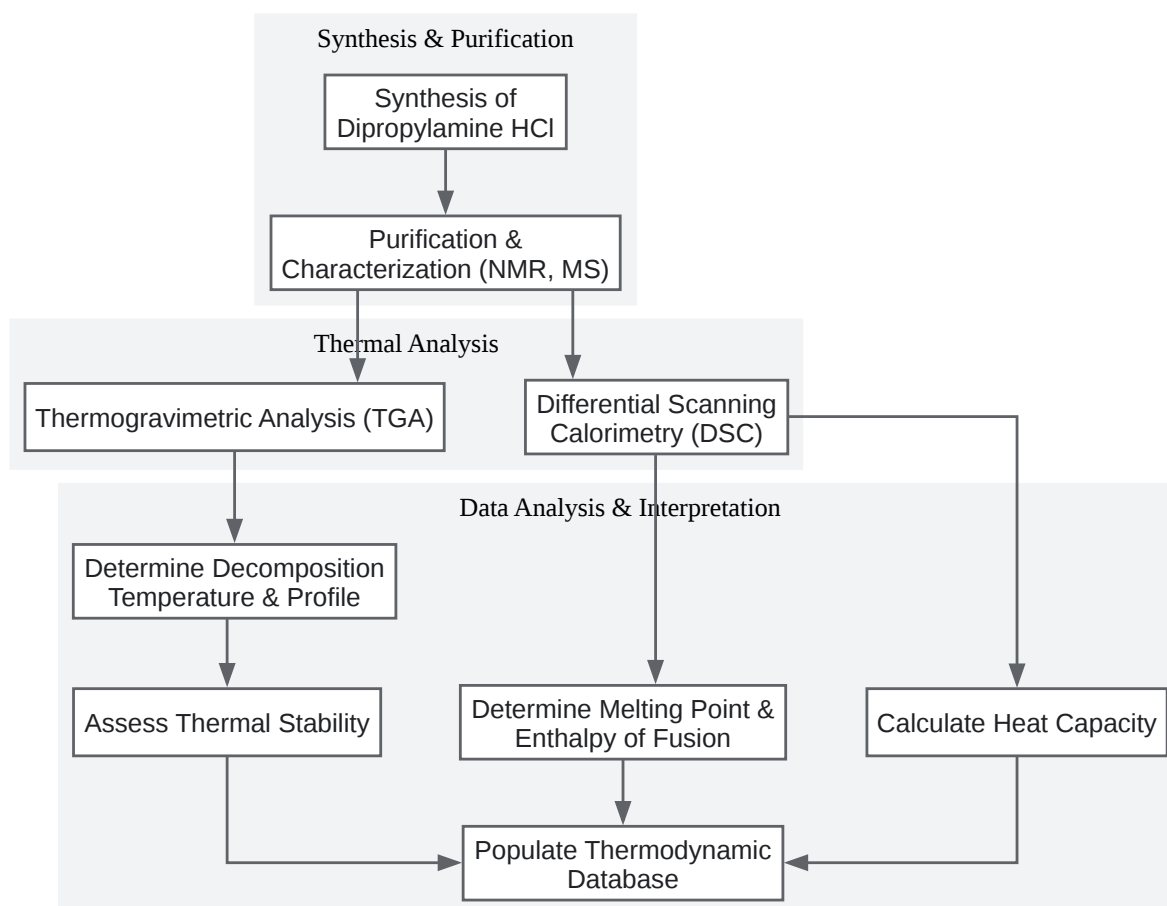 Synthesis & Purification
Synthesis of
Dipropylamine HCl
Purification &
Characterization (NMR, MS)
Thermal Analysis
Thermogravimetric Analysis (TGA)
Differential Scanning
Calorimetry (DSC)
Data Analysis & Interpretation
Determine Decomposition
Temperature & Profile
Assess Thermal Stability
Determine Melting Point &
Enthalpy of Fusion
Calculate Heat Capacity
Populate Thermodynamic
Database